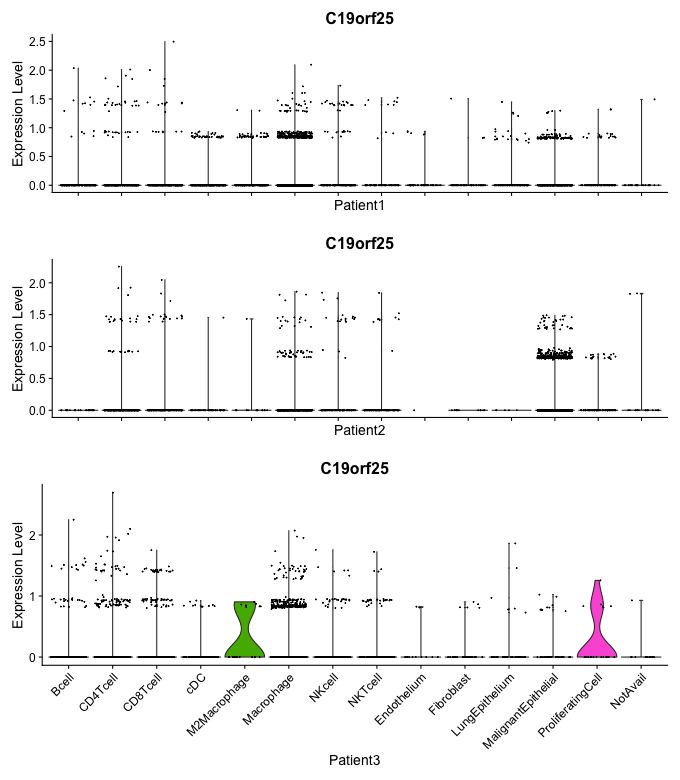 C19orf25
Expression Level
2.5
2.0
1.5
1.0
0.5
0.0
Patient1
C19orf25
Expression Level
2.0
1.5
1.0
0.5
0.0
Patient2
C19orf25
Expression Level
2
1
0
Bcell
CD4Tcell
CD8Tcell
cDC
M2Macrophage
Macrophage
NKcell
NKTcell
Endothelium
Fibroblast
LungEpithelium
MalignantEpithelial
ProliferatingCell
NotAvail
Patient3